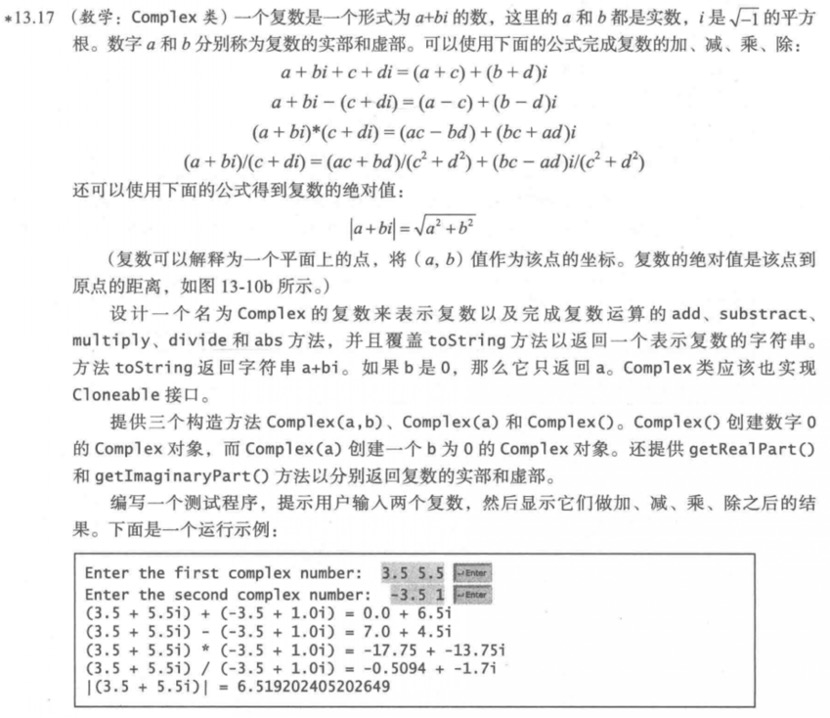 *13.17 (数学:Complex 类)一个复数是一个形式为 a+bi 的数,这里的 a 和 b 都是实数,i 是 √-1 的平方
根。数字 a 和 b 分别称为复数的实部和虚部。可以使用下面的公式完成复数的加、减、乘、除:
a + bi + c + di = (a + c) + (b + d)i
a + bi − (c + di) = (a − c) + (b − d)i
(a + bi)*(c + di) = (ac − bd) + (bc + ad)i
(a + bi)/(c + di) = (ac + bd)/(c² + d²) + (bc − ad)i/(c² + d²)
还可以使用下面的公式得到复数的绝对值:
|a + bi| = √a² + b²
(复数可以解释为一个平面上的点,将(a, b)值作为该点的坐标。复数的绝对值是该点到
原点的距离,如图 13-10b 所示。)
设计一个名为 Complex 的复数来表示复数以及完成复数运算的 add、substract、
multiply、divide 和 abs 方法,并且覆盖 toString 方法以返回一个表示复数的字符串。
方法 toString 返回字符串 a+bi。如果 b 是 0,那么它只返回 a。Complex 类应该也实现
Cloneable 接口。
提供三个构造方法 Complex(a,b)、Complex(a) 和 Complex()。Complex() 创建数字 0
的 Complex 对象,而 Complex(a) 创建一个 b 为 0 的 Complex 对象。还提供 getRealPart()
和 getImaginaryPart() 方法以分别返回复数的实部和虚部。
编写一个测试程序,提示用户输入两个复数,然后显示它们做加、减、乘、除之后的结
果。下面是一个运行示例:
Enter the first complex number: 3.5 5.5 ↵Enter
Enter the second complex number: -3.5 1 ↵Enter
(3.5 + 5.5i) + (-3.5 + 1.0i) = 0.0 + 6.5i
(3.5 + 5.5i) - (-3.5 + 1.0i) = 7.0 + 4.5i
(3.5 + 5.5i) * (-3.5 + 1.0i) = -17.75 + -13.75i
(3.5 + 5.5i) / (-3.5 + 1.0i) = -0.5094 + -1.7i
|(3.5 + 5.5i)| = 6.519202405202649